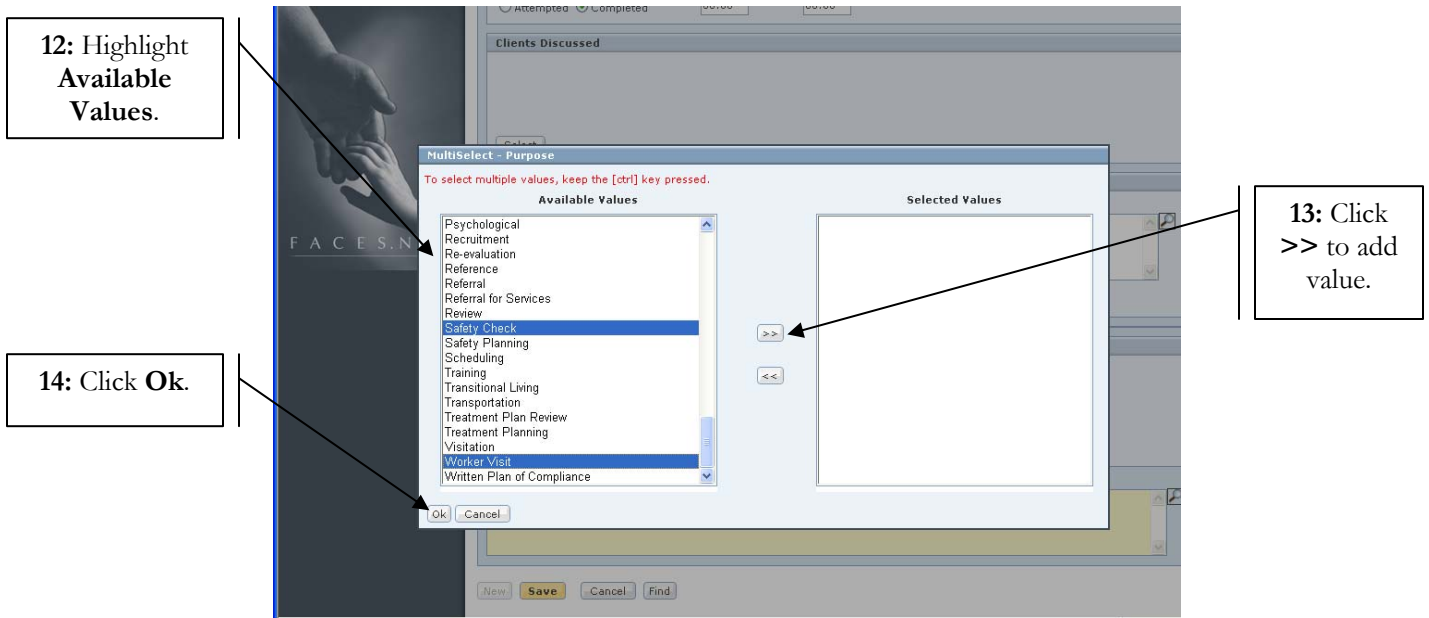 12: Highlight
Available
Values.
14: Click Ok.
13: Click
>> to add
value.
Attempted Completed
Clients Discussed
Select
FACES.N
MultiSelect - Purpose
To select multiple values, keep the [ctrl] key pressed.
Available Values
Selected Values
Psychological
Recruitment
Re-evaluation
Reference
Referral
Referral for Services
Review
Safety Check
Safety Planning
Scheduling
Training
Transitional Living
Transportation
Treatment Plan Review
Treatment Planning
Visitation
Worker Visit
Written Plan of Compliance
>>
<<
Ok Cancel
New Save Cancel Find